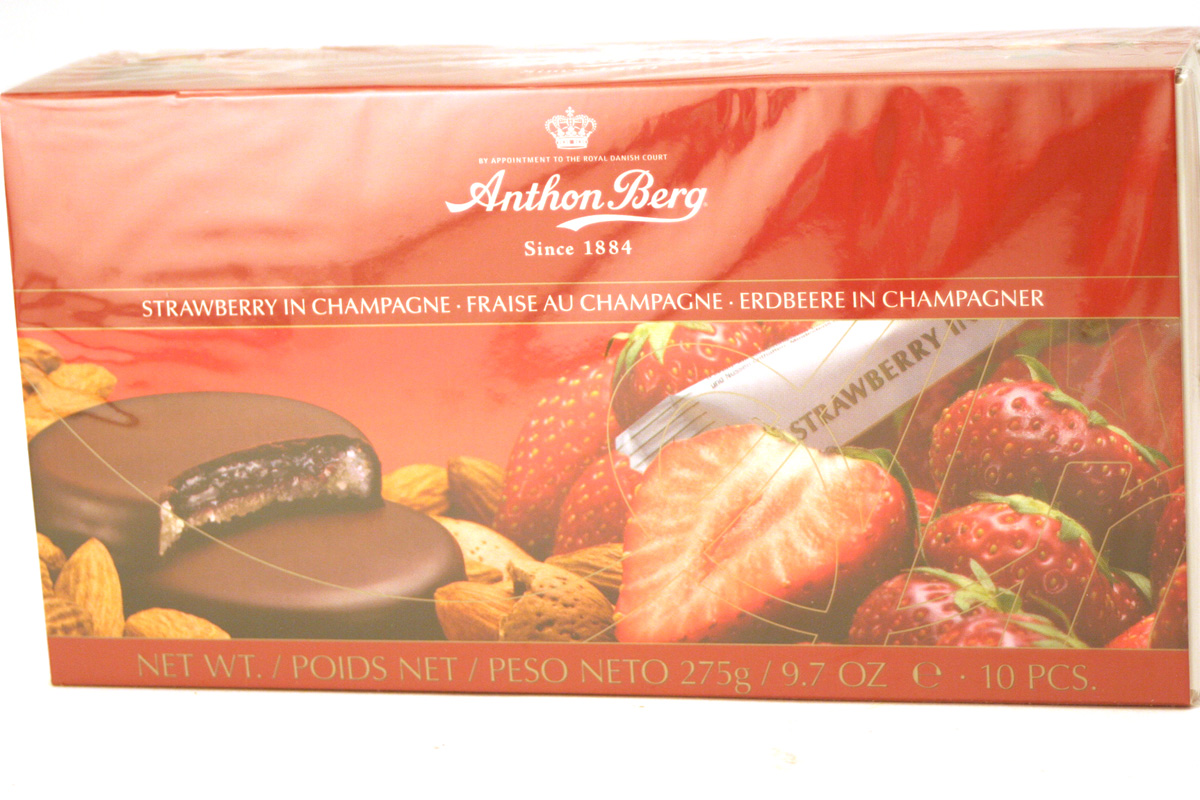 BY APPOINTMENT TO THE ROYAL DANISH COURT
Anthon Berg
Since 1884
STRAWBERRY IN CHAMPAGNE · FRAISE AU CHAMPAGNE · ERDBEERE IN CHAMPAGNER
STRAWBERRY IN
NET WT. / POIDS NET / PESO NETO 275g / 9.7 OZ ℮ · 10 PCS.